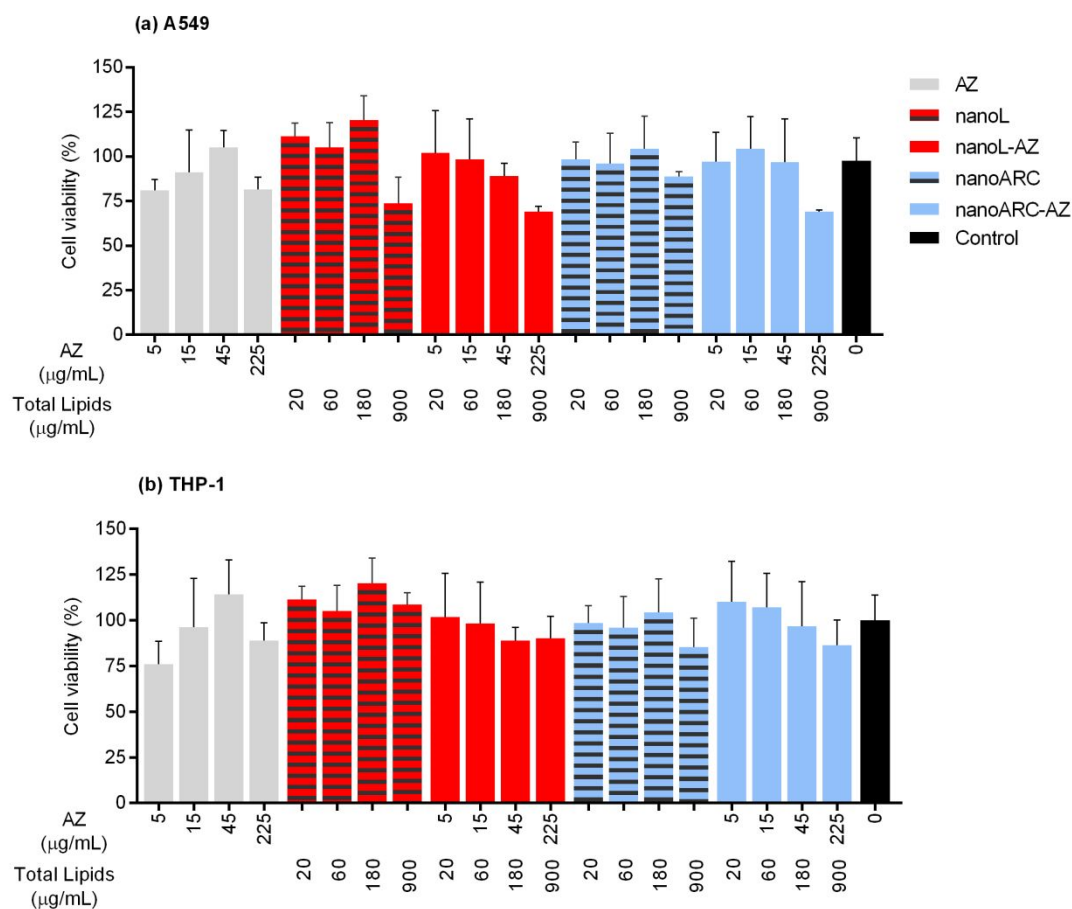 (a) A549
150
125
100
75
50
25
0
Cell viability (%)
AZ
(μg/mL)
5 15 45 225 5 15 45 225 5 15 45 225 0
Total Lipids
(μg/mL)
20 60 180 900 20 60 180 900 20 60 180 900 20 60 180 900
AZ
nanoL
nanoL-AZ
nanoARC
nanoARC-AZ
Control
(b) THP-1
150
125
100
75
50
25
0
Cell viability (%)
AZ
(μg/mL)
5 15 45 225 5 15 45 225 5 15 45 225 0
Total Lipids
(μg/mL)
20 60 180 900 20 60 180 900 20 60 180 900 20 60 180 900